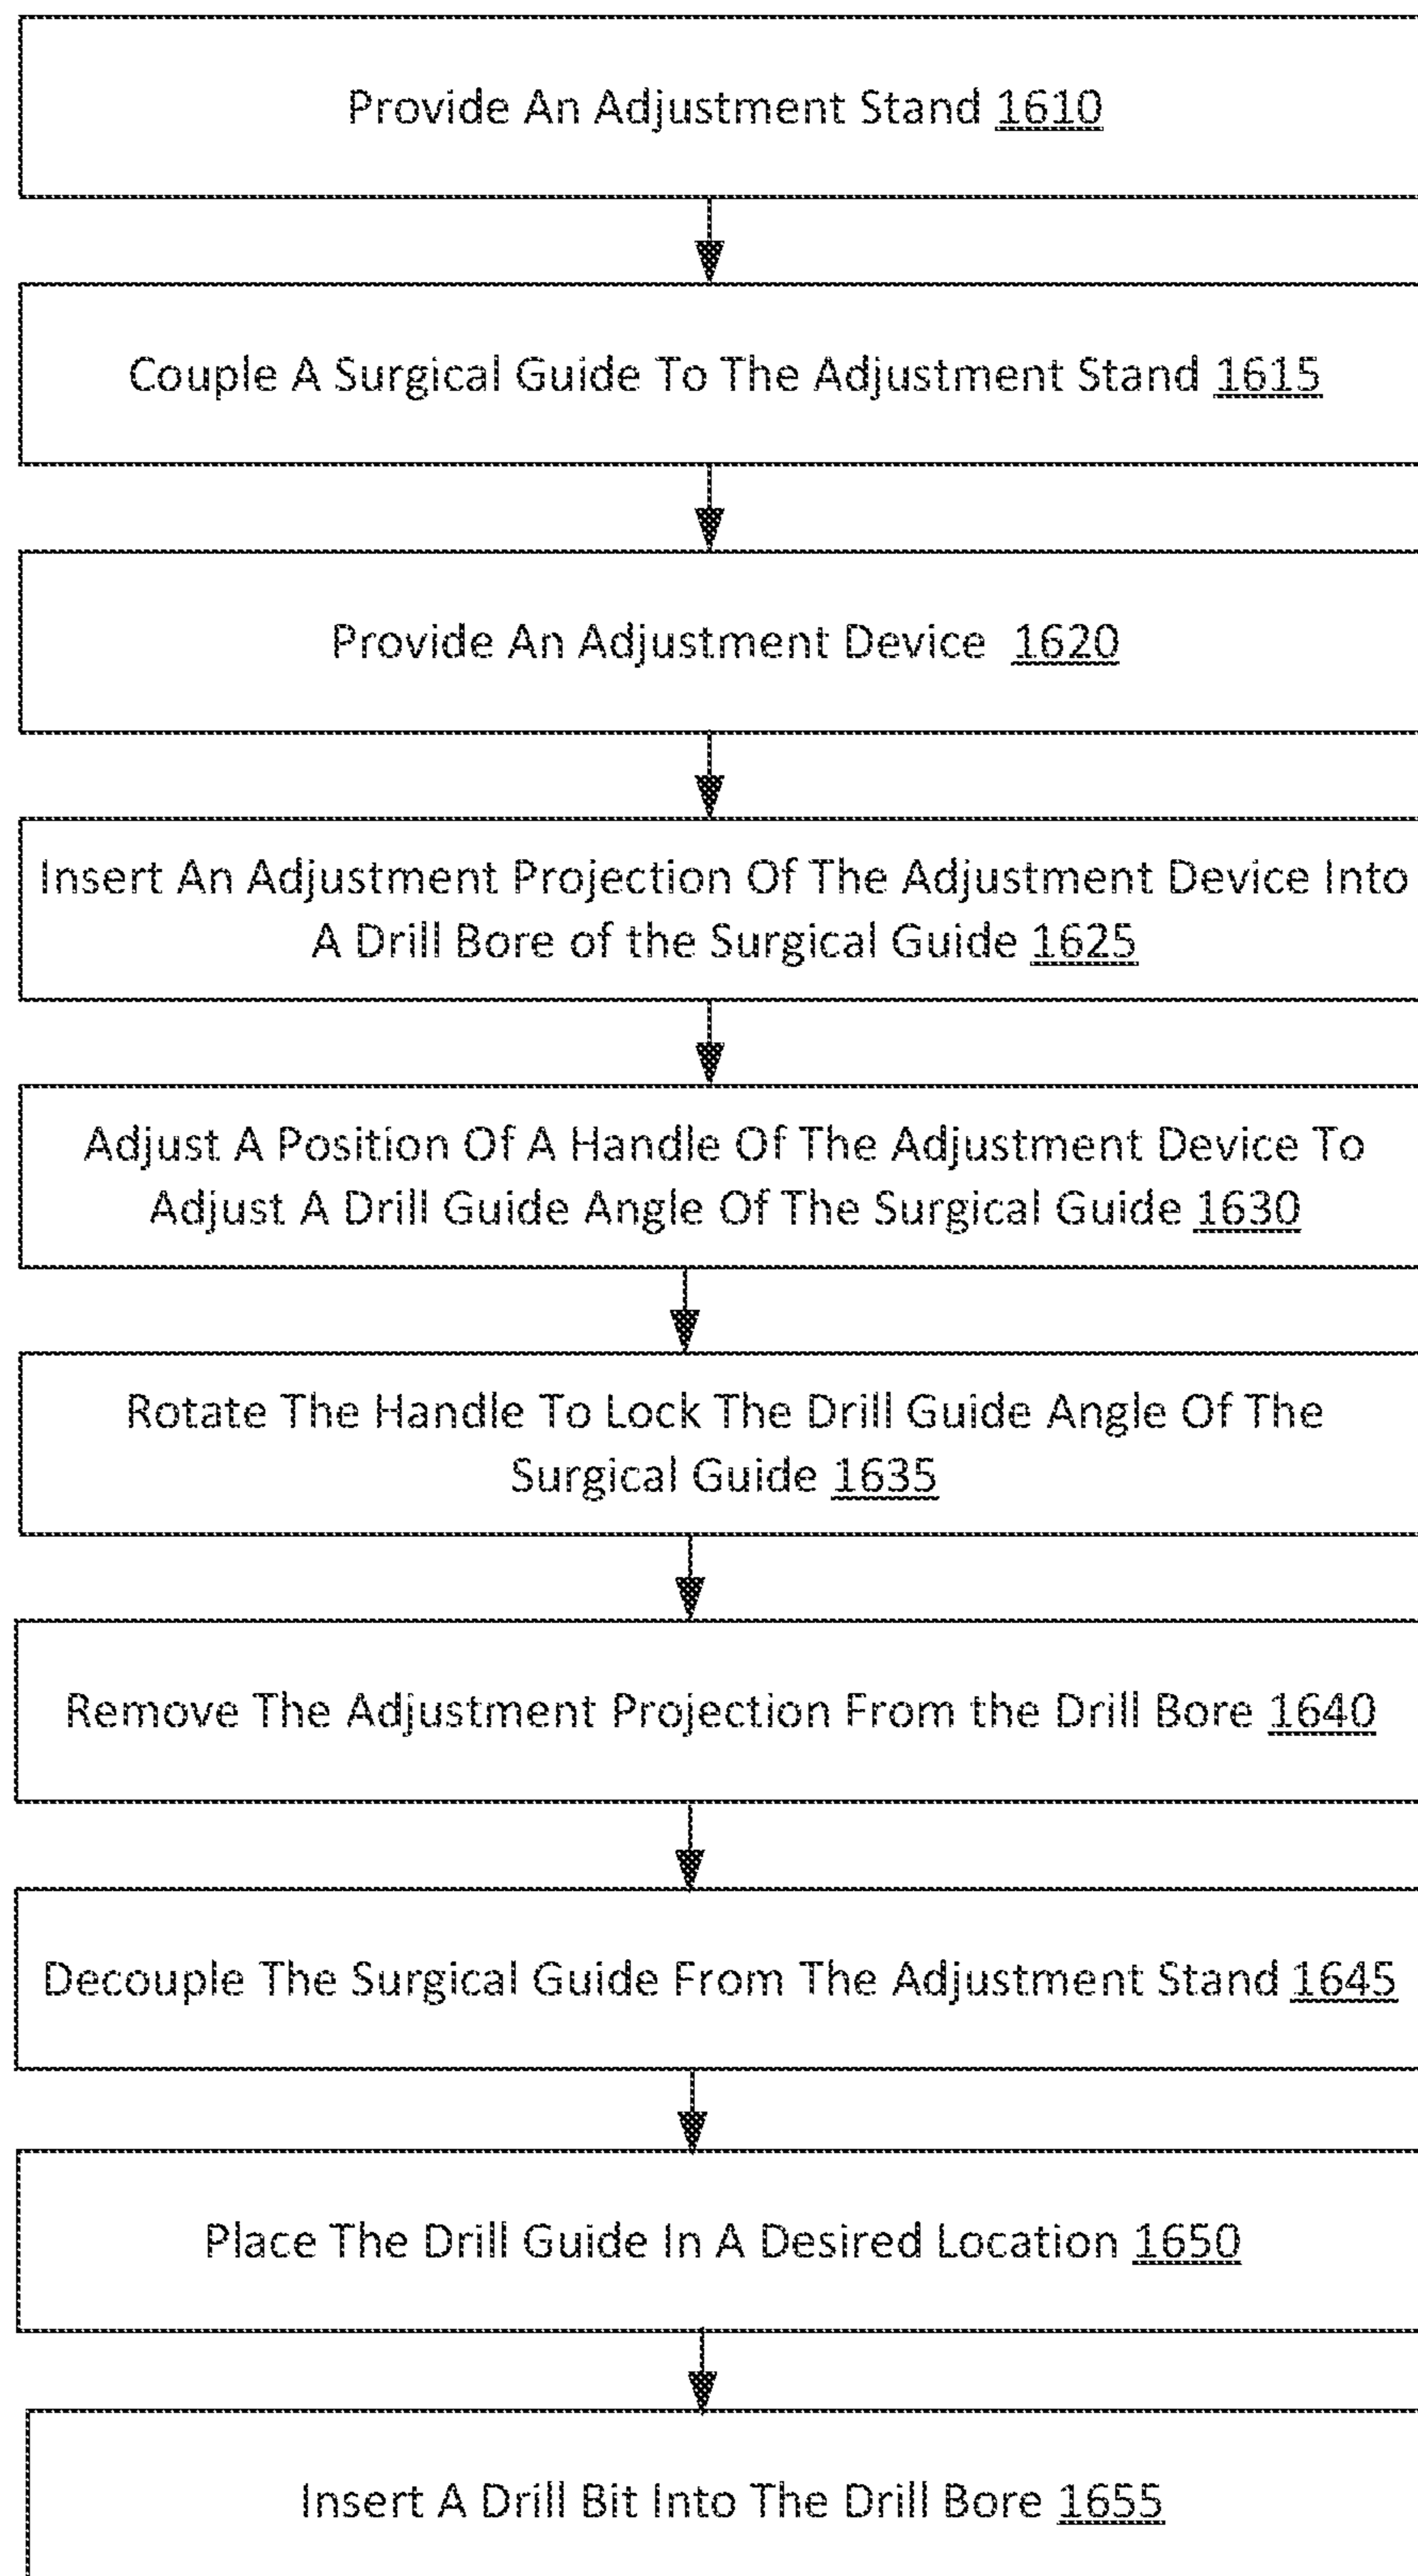 Provide An Adjustment Stand 1610
Couple A Surgical Guide To The Adjustment Stand 1615
Provide An Adjustment Device 1620
Insert An Adjustment Projection Of The Adjustment Device Into
A Drill Bore of the Surgical Guide 1625
Adjust A Position Of A Handle Of The Adjustment Device To
Adjust A Drill Guide Angle Of The Surgical Guide 1630
Rotate The Handle To Lock The Drill Guide Angle Of The
Surgical Guide 1635
Remove The Adjustment Projection From the Drill Bore 1640
Decouple The Surgical Guide From The Adjustment Stand 1645
Place The Drill Guide In A Desired Location 1650
Insert A Drill Bit Into The Drill Bore 1655